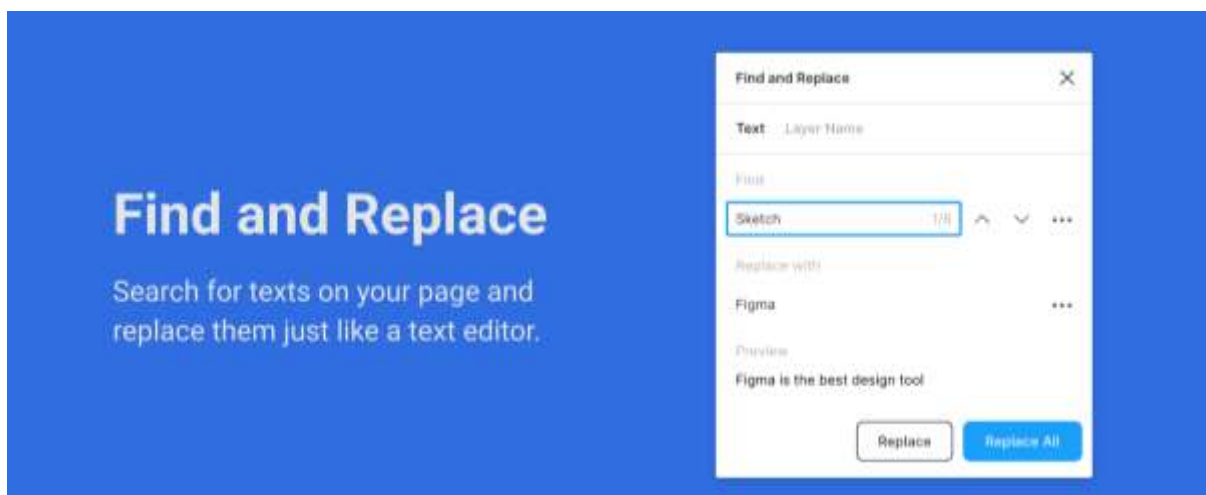 Find and Replace
Search for texts on your page and
replace them just like a text editor.
Find and Replace
Text Layer Name
Find
Sketch
Replace with
Figma
Preview
Figma is the best design tool
Replace Replace All